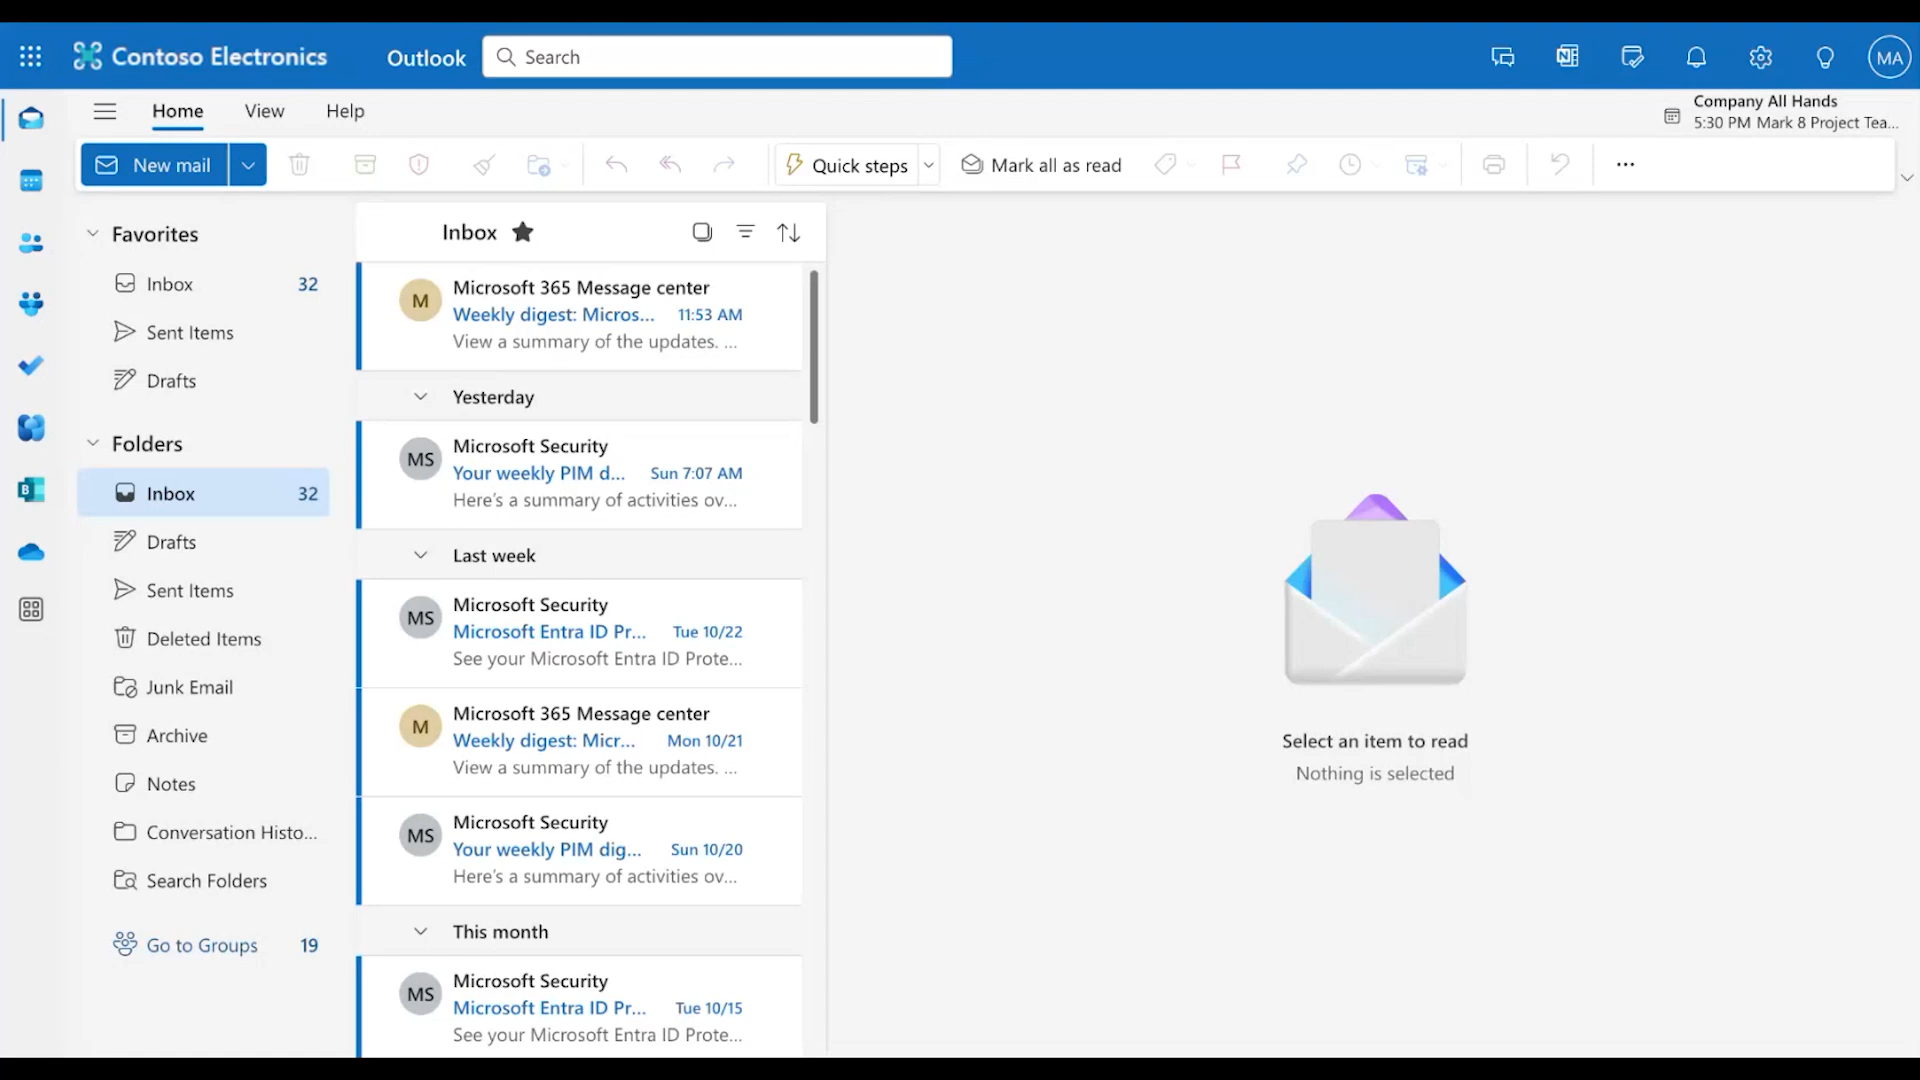 Contoso Electronics
Outlook
Search
MA
Home
View
Help
Company All Hands
5:30 PM Mark 8 Project Tea...
New mail
Quick steps
Mark all as read
Favorites
Inbox 32
Sent Items
Drafts
Folders
Inbox 32
Drafts
Sent Items
Deleted Items
Junk Email
Archive
Notes
Conversation Histo...
Search Folders
Go to Groups 19
Inbox
M
Microsoft 365 Message center
Weekly digest: Micros... 11:53 AM
View a summary of the updates. ...
Yesterday
MS
Microsoft Security
Your weekly PIM d... Sun 7:07 AM
Here's a summary of activities ov...
Last week
MS
Microsoft Security
Microsoft Entra ID Pr... Tue 10/22
See your Microsoft Entra ID Prote...
M
Microsoft 365 Message center
Weekly digest: Micr... Mon 10/21
View a summary of the updates. ...
MS
Microsoft Security
Your weekly PIM dig... Sun 10/20
Here's a summary of activities ov...
This month
MS
Microsoft Security
Microsoft Entra ID Pr... Tue 10/15
See your Microsoft Entra ID Prote...
Select an item to read
Nothing is selected